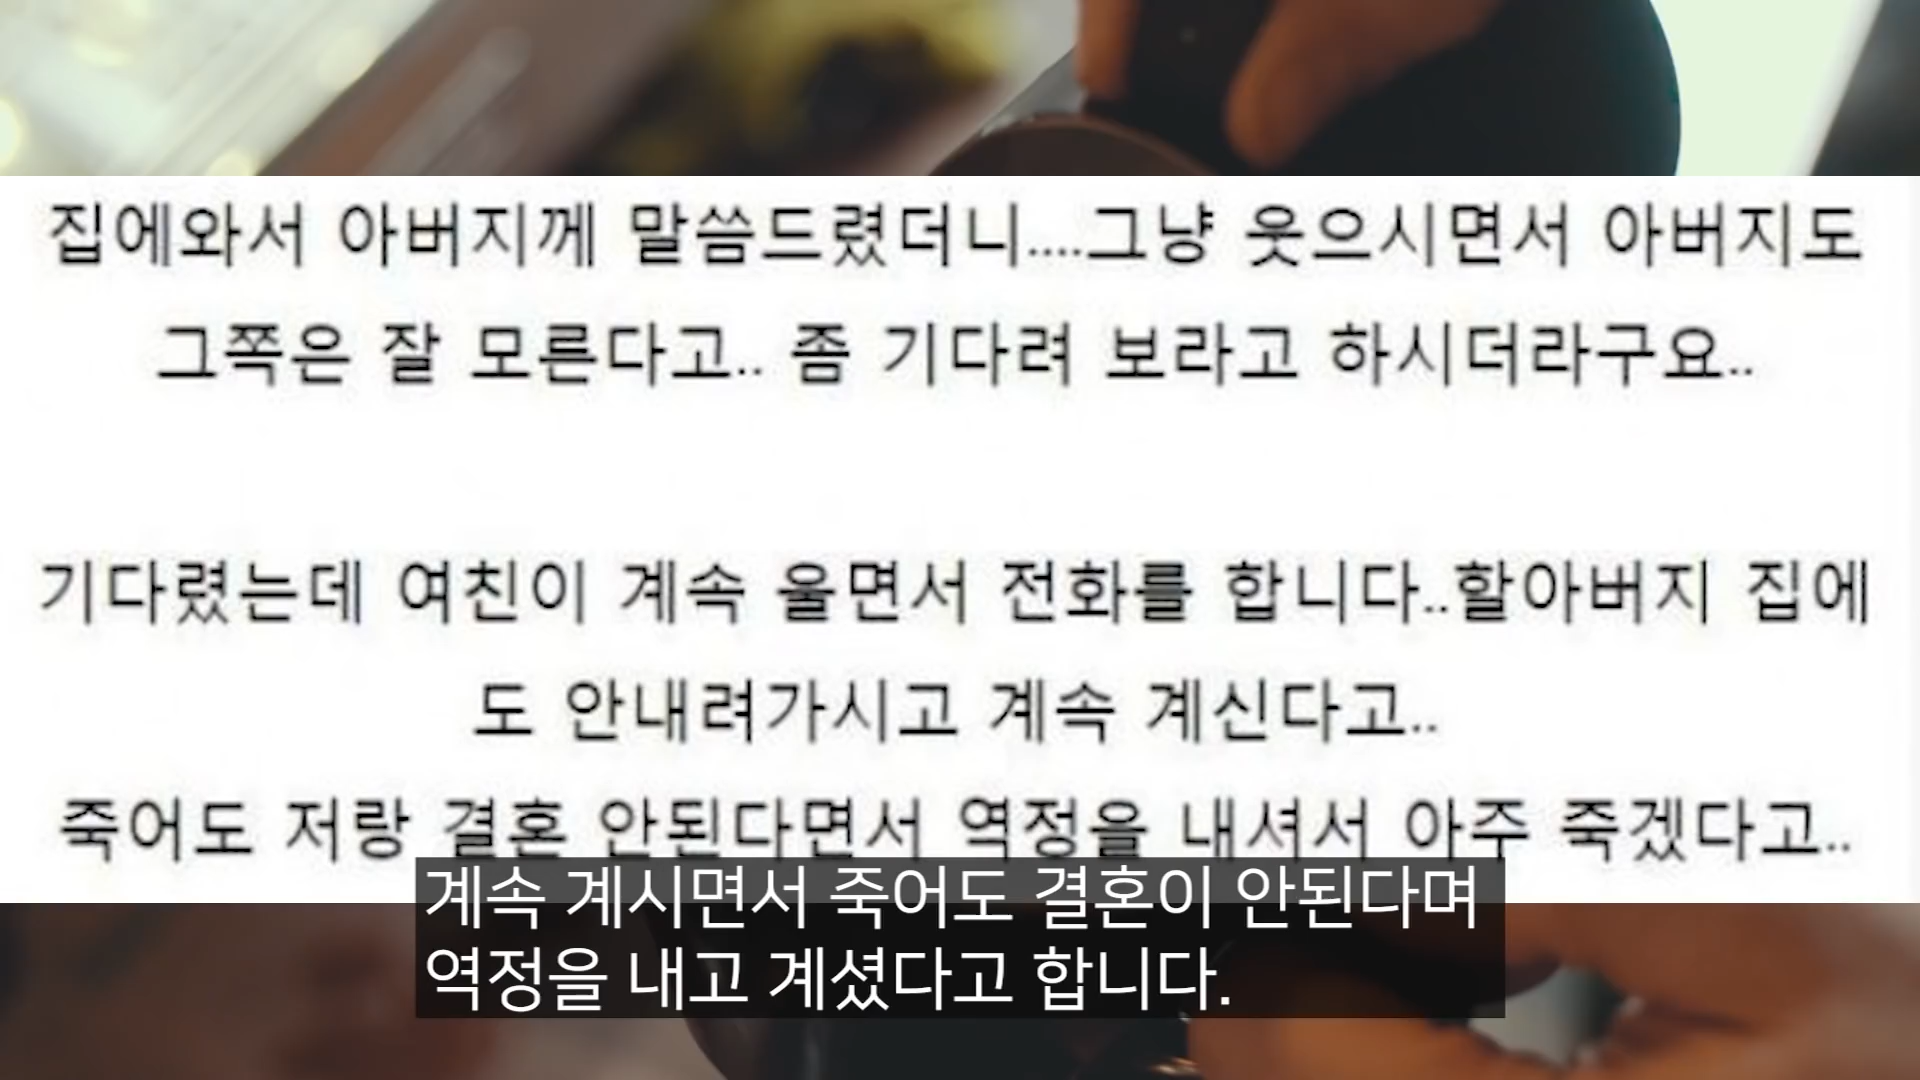 집에와서 아버지께 말씀드렸더니....그냥 웃으시면서 아버지도
그쪽은 잘 모른다고.. 좀 기다려 보라고 하시더라구요..
기다렸는데 여친이 계속 울면서 전화를 합니다..할아버지 집에
도 안내려가시고 계속 계신다고..
죽어도 저랑 결혼 안된다면서 역정을 내셔서 아주 죽겠다고..
계속 계시면서 죽어도 결혼이 안된다며
역정을 내고 계셨다고 합니다.